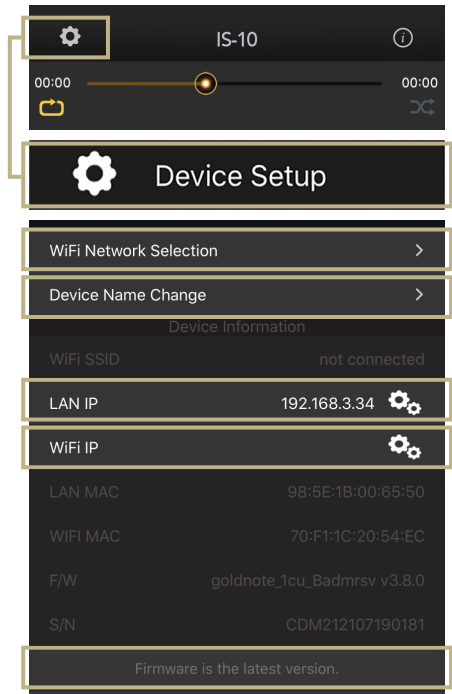 IS-10
00:00 00:00
Device Setup
WiFi Network Selection
Device Name Change
Device Information
WiFi SSID not connected
LAN IP 192.168.3.34
WiFi IP
LAN MAC 98:5E:1B:00:65:50
WIFI MAC 70:F1:1C:20:54:EC
F/W goldnote_1cu_Badmrsv v3.8.0
S/N CDM212107190181
Firmware is the latest version.